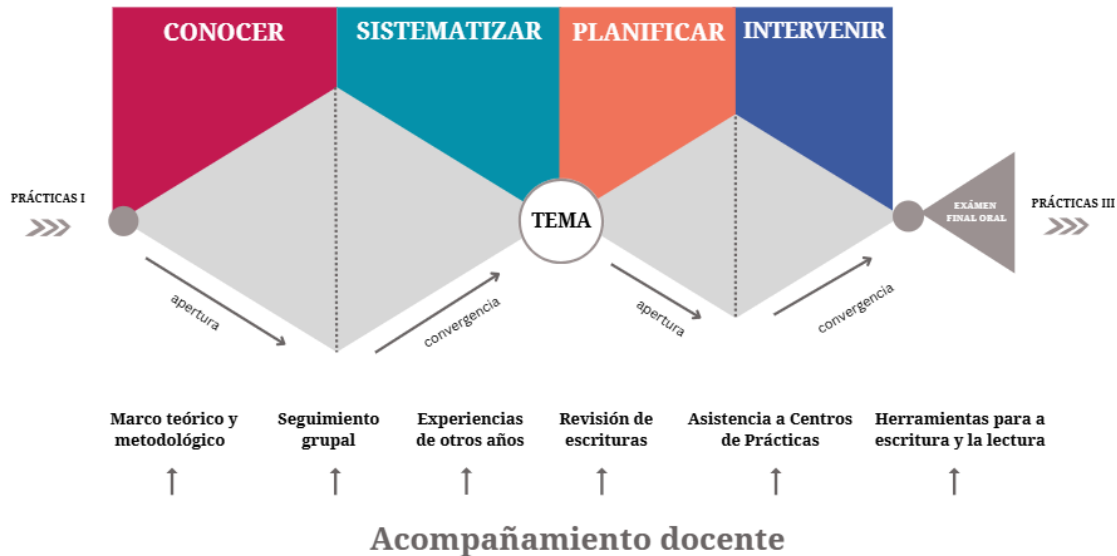 CONOCER
SISTEMATIZAR
PLANIFICAR
INTERVENIR
PRÁCTICAS I
TEMA
EXÁMEN
FINAL ORAL
PRÁCTICAS III
apertura
convergencia
apertura
convergencia
Marco teórico y
metodológico
Seguimiento
grupal
Experiencias
de otros años
Revisión de
escrituras
Asistencia a Centros
de Prácticas
Herramientas para a
escritura y la lectura
Acompañamiento docente